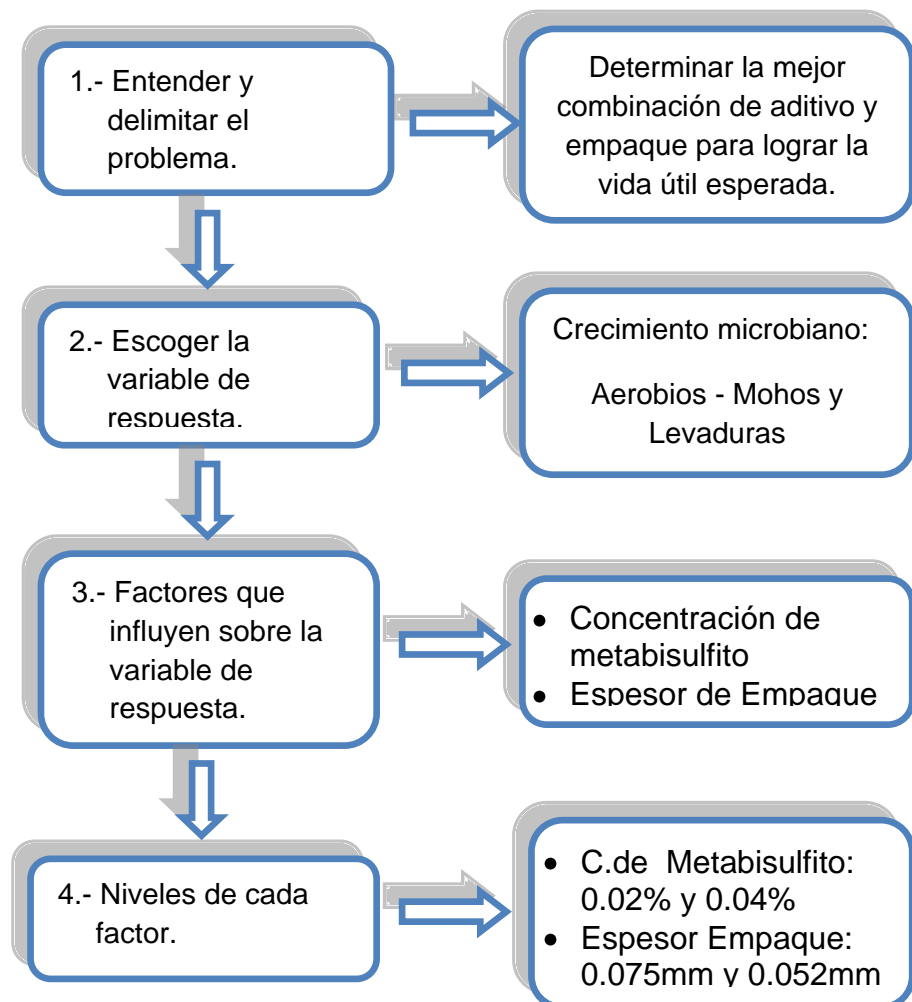 1.- Entender y
delimitar el
problema.
Determinar la mejor
combinación de aditivo y
empaque para lograr la
vida útil esperada.
2.- Escoger la
variable de
respuesta.
Crecimiento microbiano:
Aerobios - Mohos y
Levaduras
3.- Factores que
influyen sobre la
variable de
respuesta.
• Concentración de
metabisulfito
• Espesor de Empaque
4.- Niveles de cada
factor.
• C.de Metabisulfito:
0.02% y 0.04%
• Espesor Empaque:
0.075mm y 0.052mm